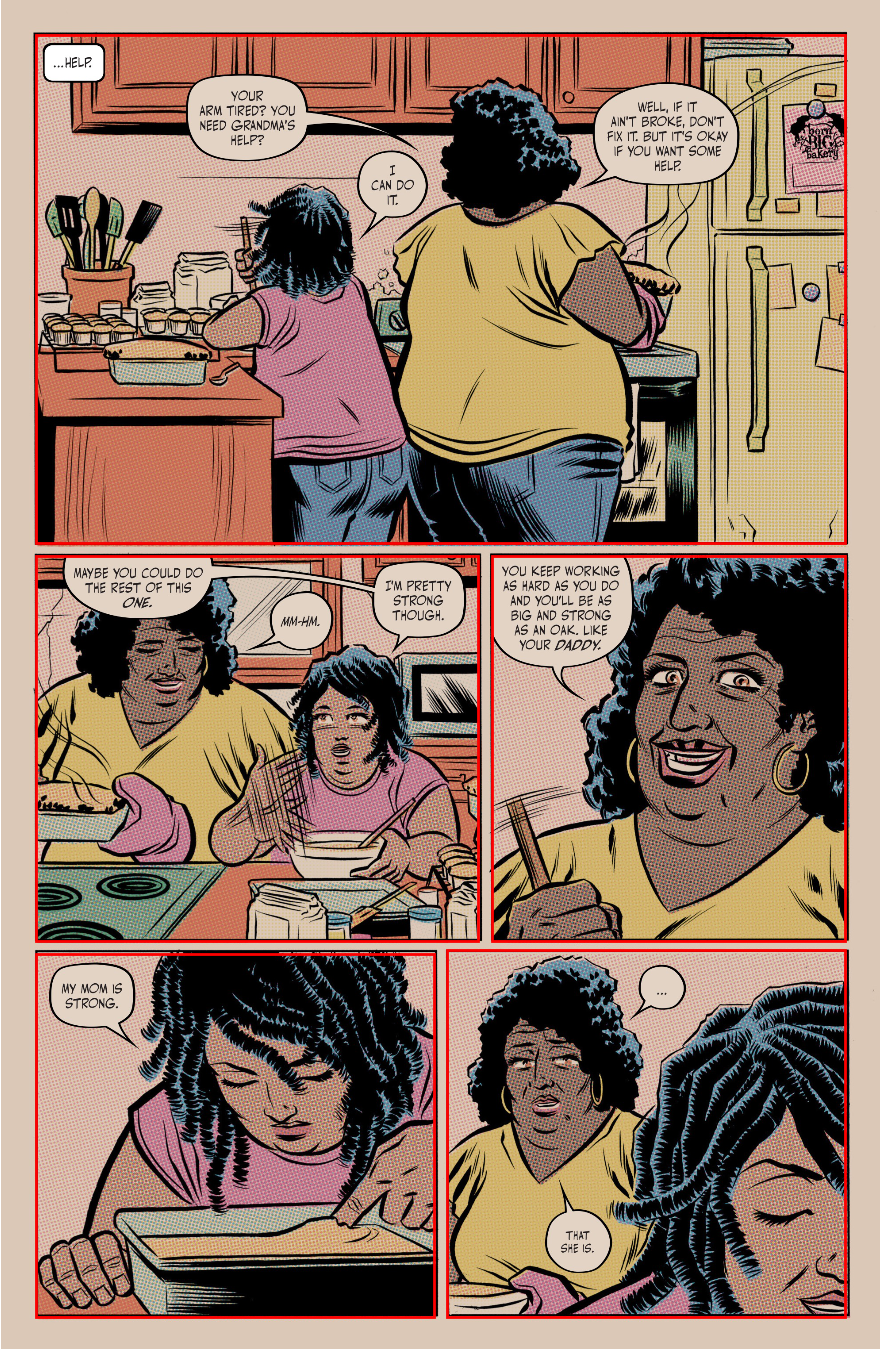 ...HELP.
YOUR
ARM TIRED? YOU
NEED GRANDMA'S
HELP?
I
CAN DO
IT.
WELL, IF IT
AIN'T BROKE, DON'T
FIX IT. BUT IT'S OKAY
IF YOU WANT SOME
HELP.
born
BIG
bakery
MAYBE YOU COULD DO
THE REST OF THIS
ONE.
MM-HM.
I'M PRETTY
STRONG
THOUGH.
YOU KEEP WORKING
AS HARD AS YOU DO
AND YOU'LL BE AS
BIG AND STRONG
AS AN OAK. LIKE
YOUR DADDY.
MY MOM IS
STRONG.
...
THAT
SHE IS.